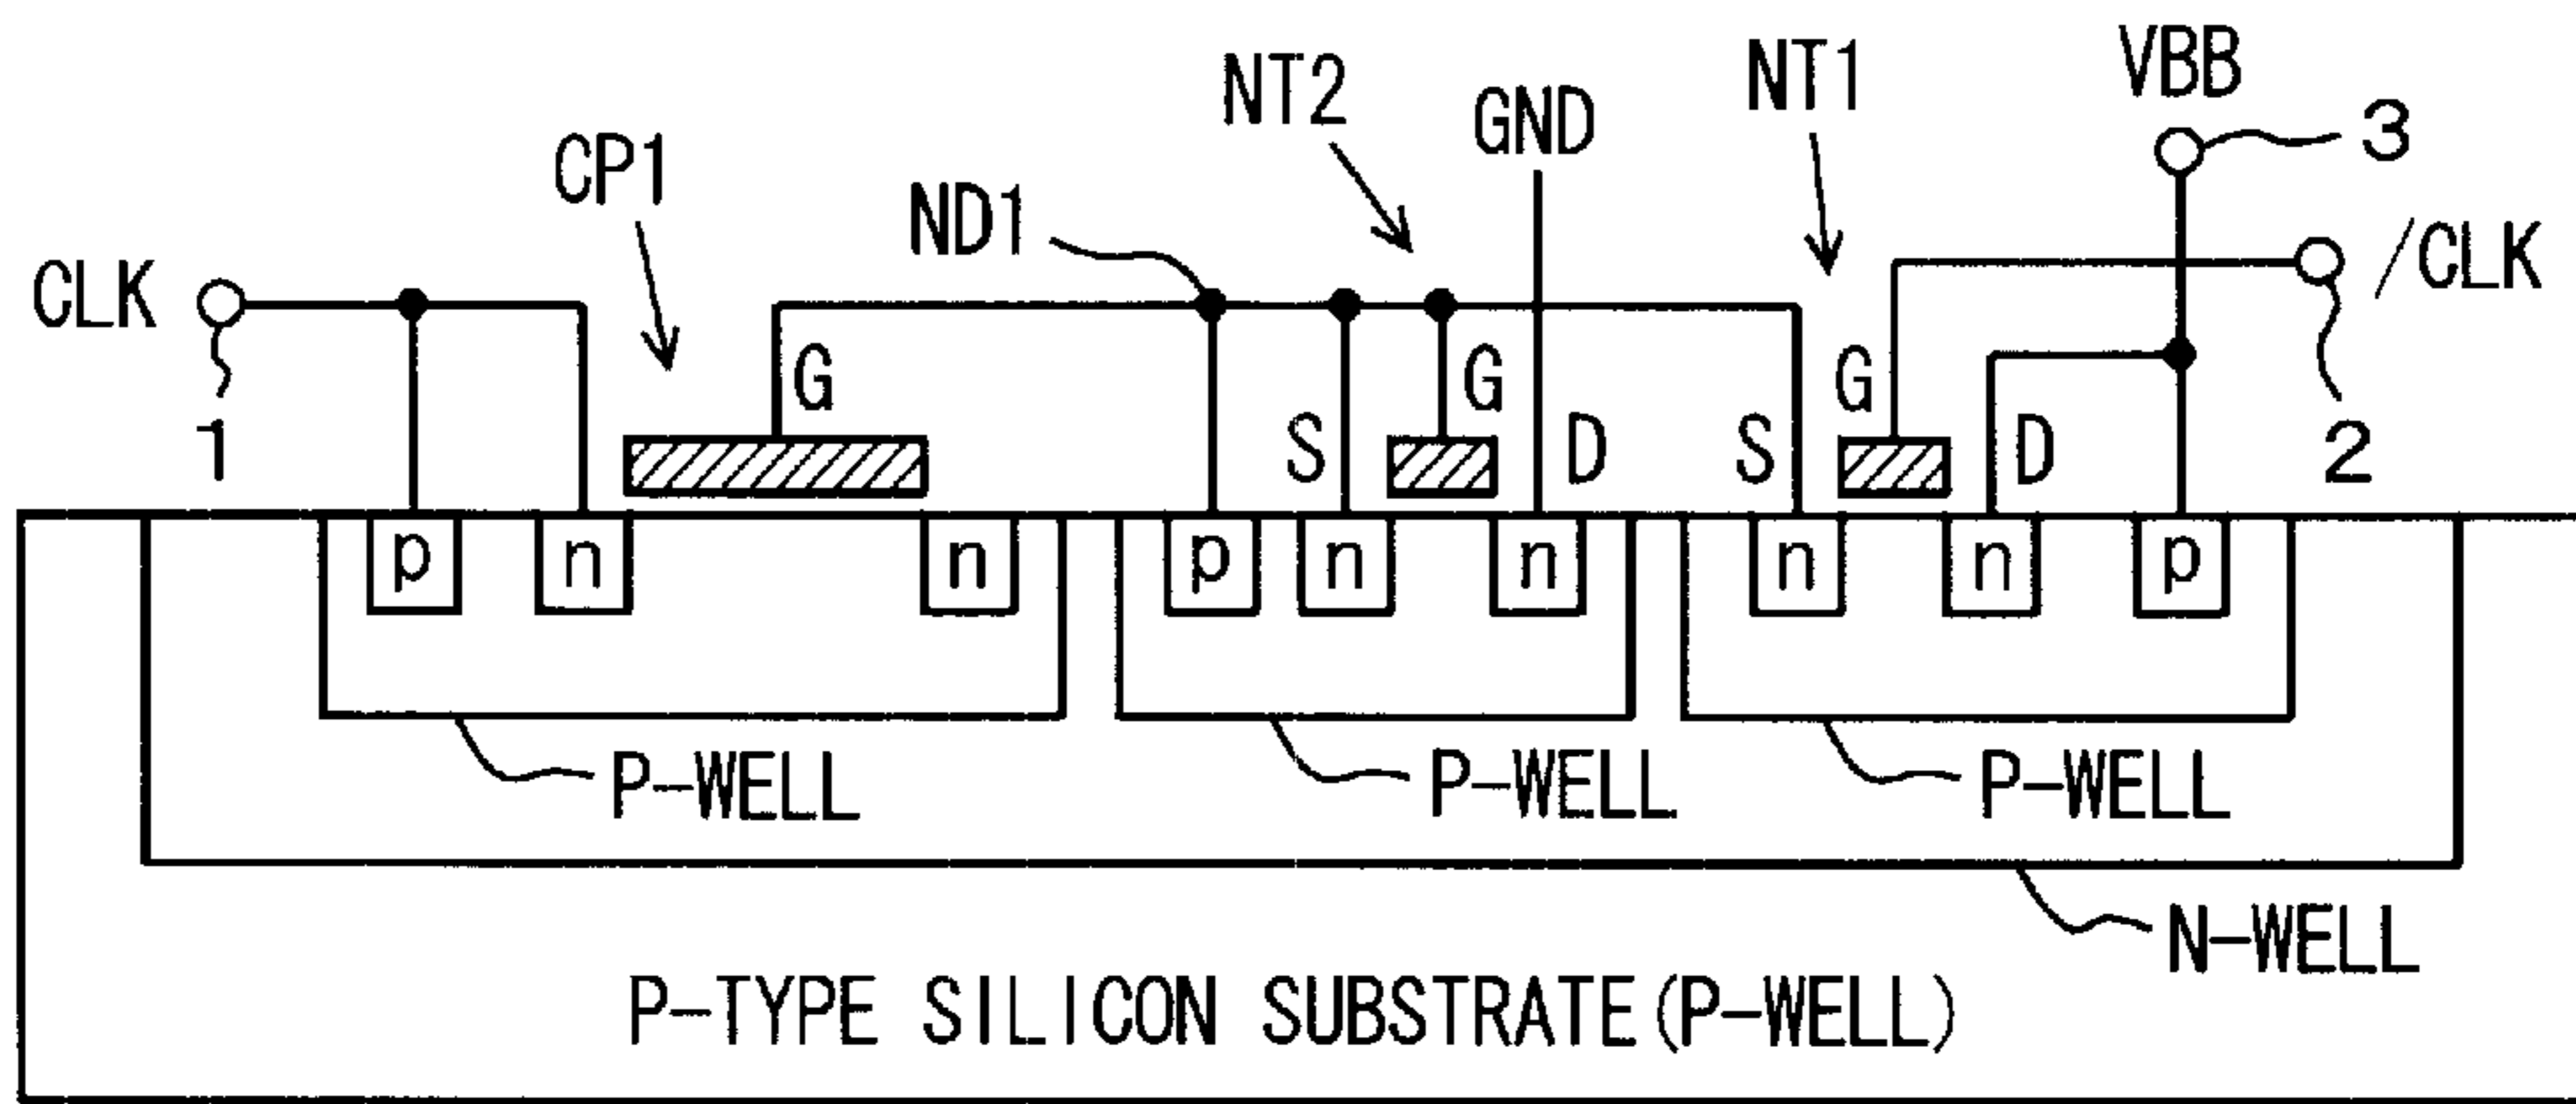 VBB
NT2
NT1
GND
3
CP1
ND1
CLK
/CLK
G
G
G
1
S
D
S
D
2
p
n
n
p
n
n
n
n
p
P-WELL
P-WELL
P-WELL
N-WELL
P-TYPE SILICON SUBSTRATE(P-WELL)